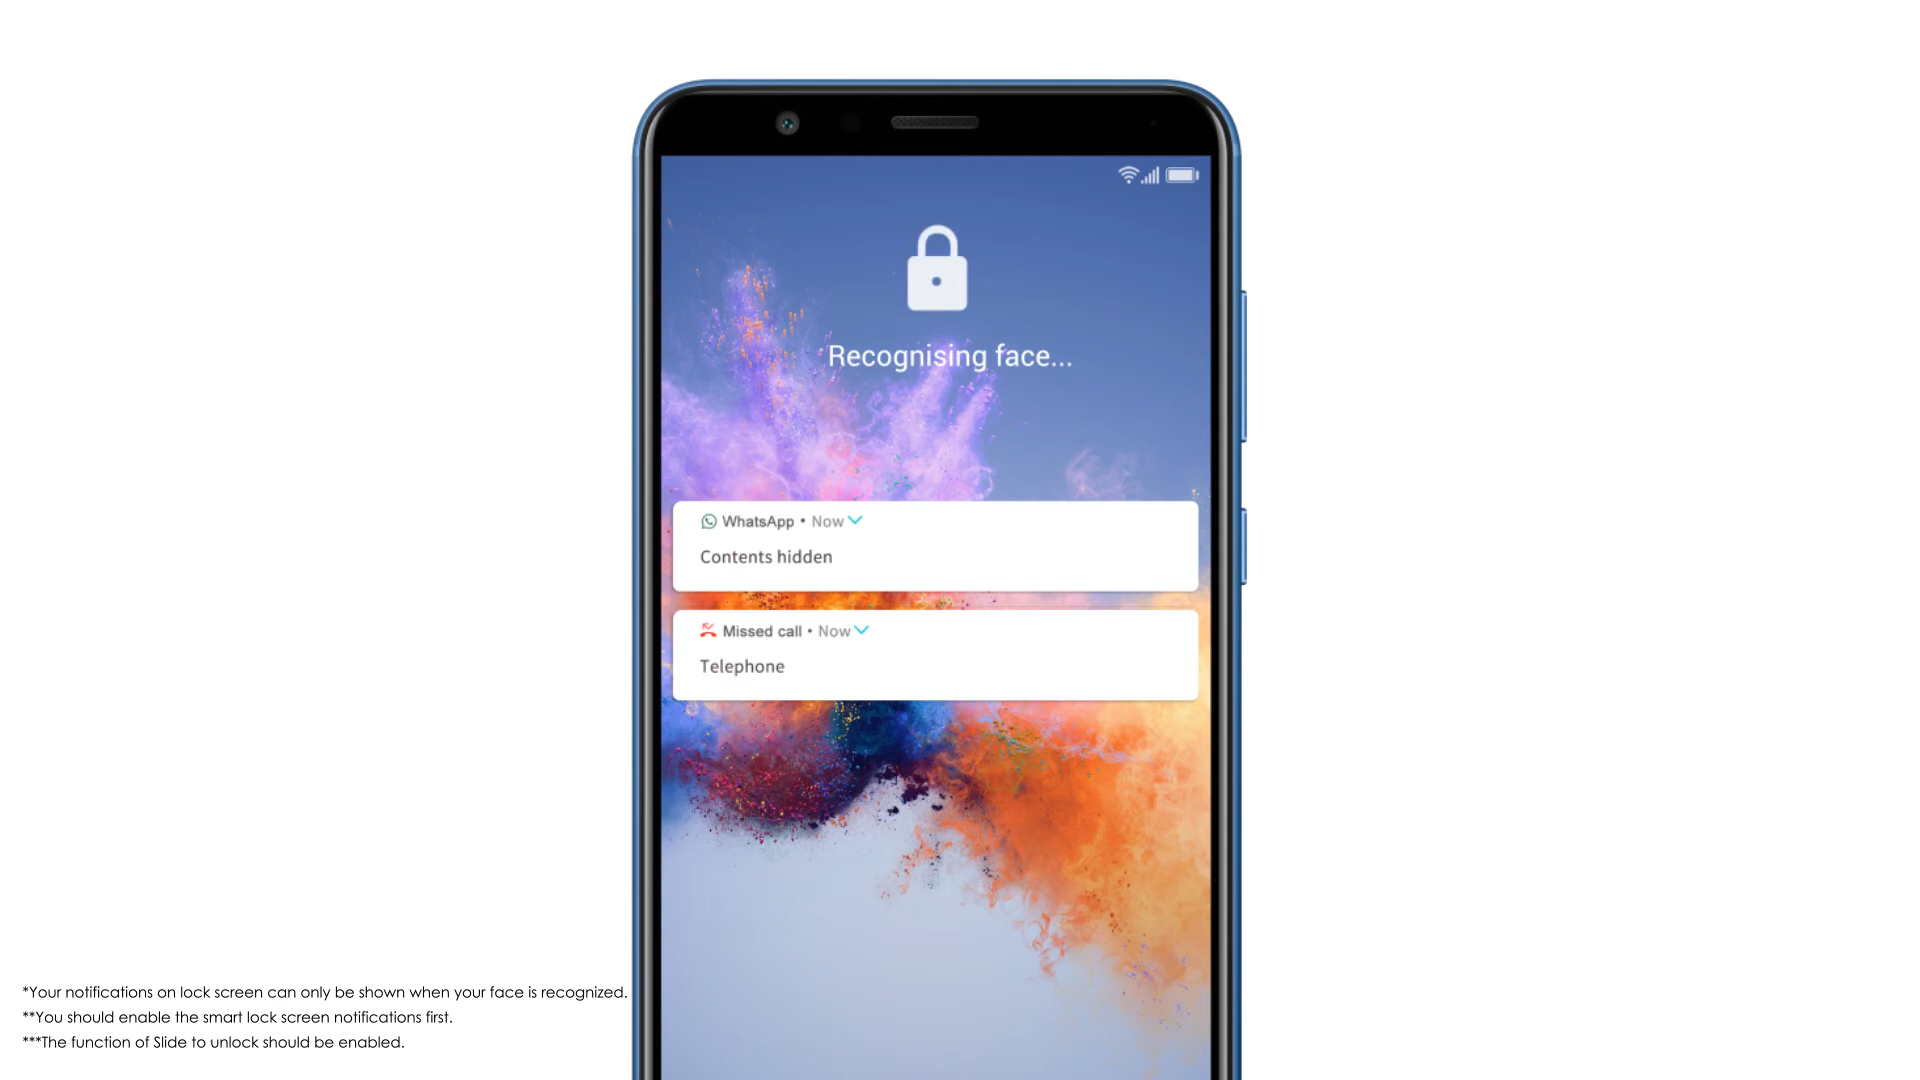 Recognising face...
WhatsApp • Now
Contents hidden
Missed call • Now
Telephone
*Your notifications on lock screen can only be shown when your face is recognized.
**You should enable the smart lock screen notifications first.
***The function of Slide to unlock should be enabled.